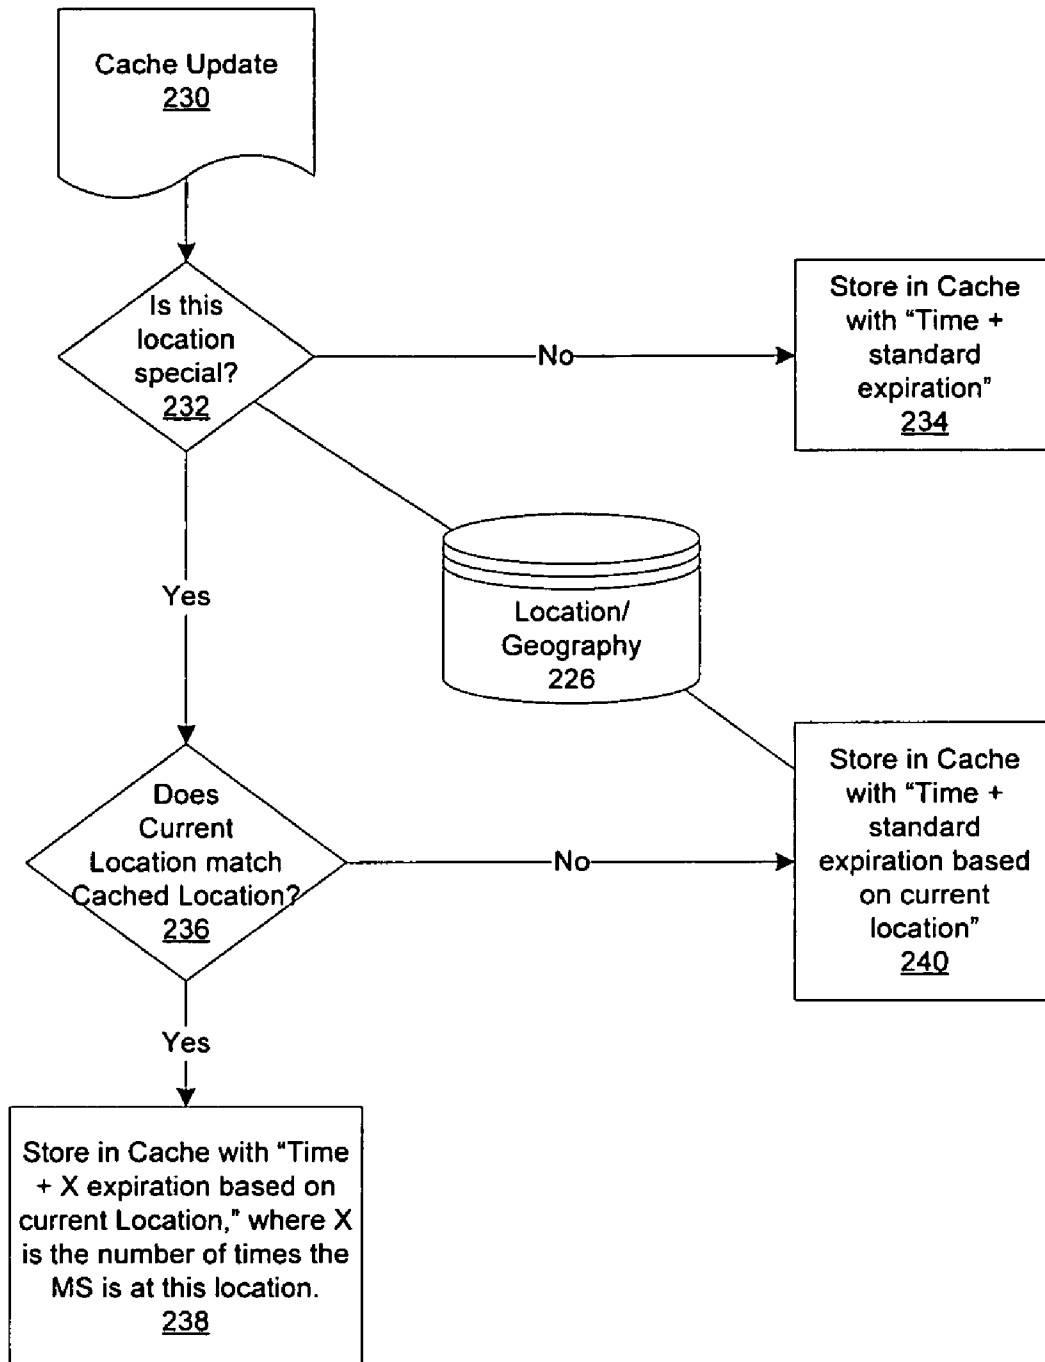 Cache Update
230
Is this
location
special?
232
No
Store in Cache
with “Time +
standard
expiration”
234
Yes
Location/
Geography
226
Does
Current
Location match
Cached Location?
236
No
Store in Cache
with “Time +
standard
expiration based
on current
location”
240
Yes
Store in Cache with “Time
+ X expiration based on
current Location,” where X
is the number of times the
MS is at this location.
238